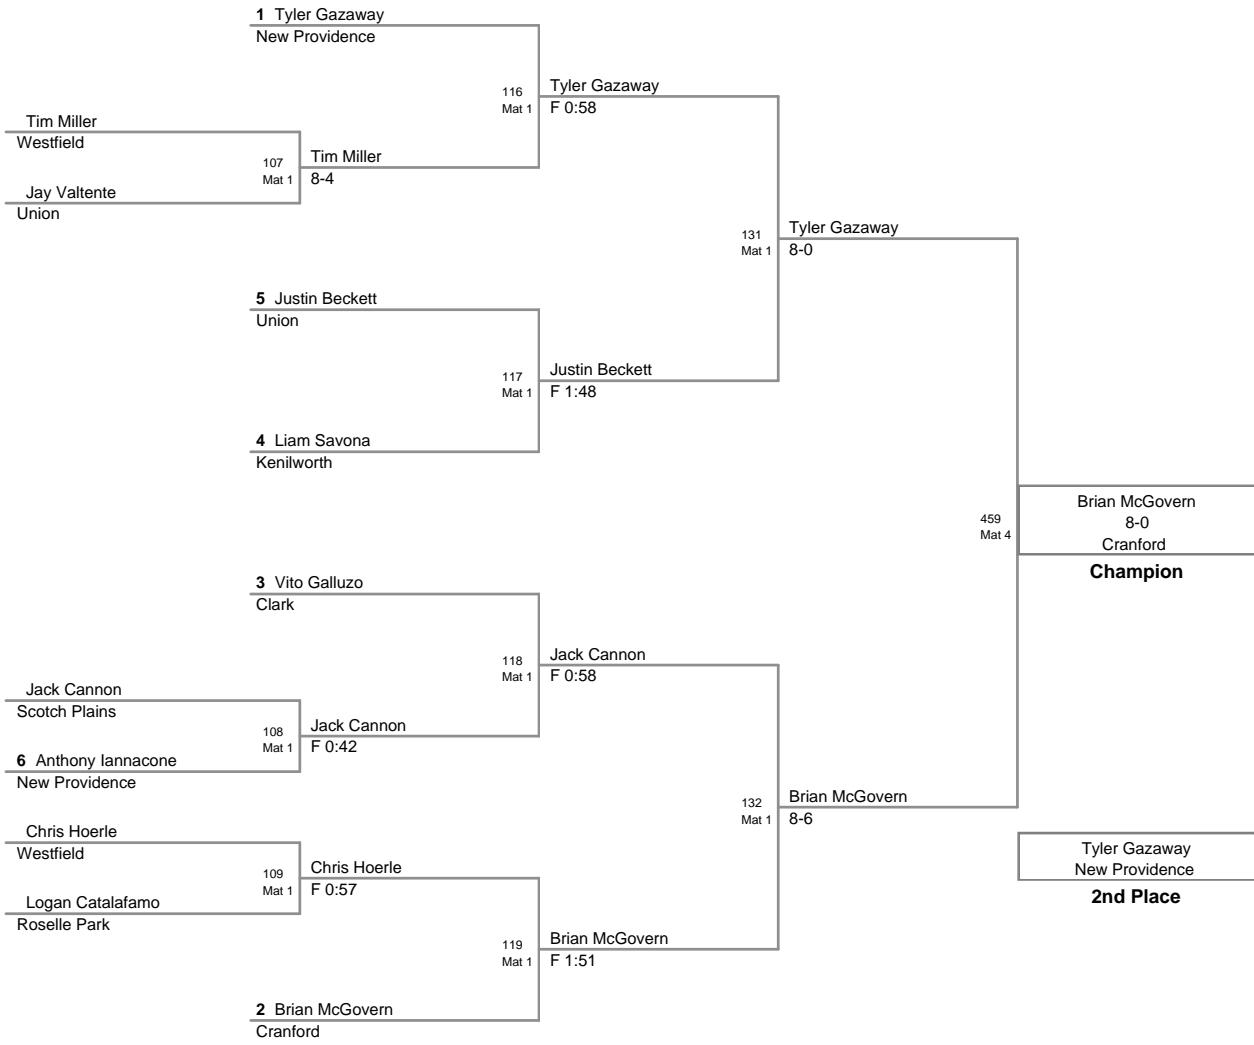 1 Tyler Gazaway
New Providence
116
Mat 1
Tyler Gazaway
F 0:58
Tim Miller
Westfield
107
Mat 1
Tim Miller
8-4
Jay Valtente
Union
131
Mat 1
Tyler Gazaway
8-0
5 Justin Beckett
Union
117
Mat 1
Justin Beckett
F 1:48
4 Liam Savona
Kenilworth
459
Mat 4
Brian McGovern
8-0
Cranford
Champion
3 Vito Galluzo
Clark
118
Mat 1
Jack Cannon
F 0:58
Jack Cannon
Scotch Plains
108
Mat 1
Jack Cannon
F 0:42
6 Anthony Iannacone
New Providence
132
Mat 1
Brian McGovern
8-6
Chris Hoerle
Westfield
109
Mat 1
Chris Hoerle
F 0:57
Logan Catalafamo
Roselle Park
119
Mat 1
Brian McGovern
F 1:51
2 Brian McGovern
Cranford
Tyler Gazaway
New Providence
2nd Place